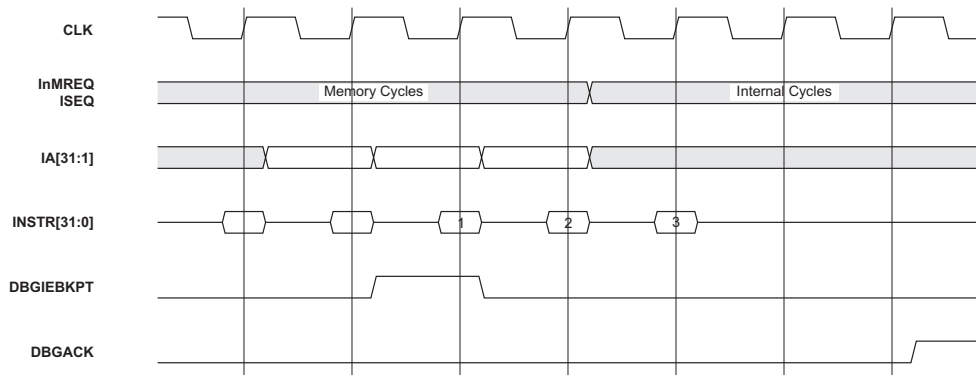 CLK
InMREQ
ISEQ
Memory Cycles
Internal Cycles
IA[31:1]
INSTR[31:0]
1
2
3
DBGIEBKPT
DBGACK